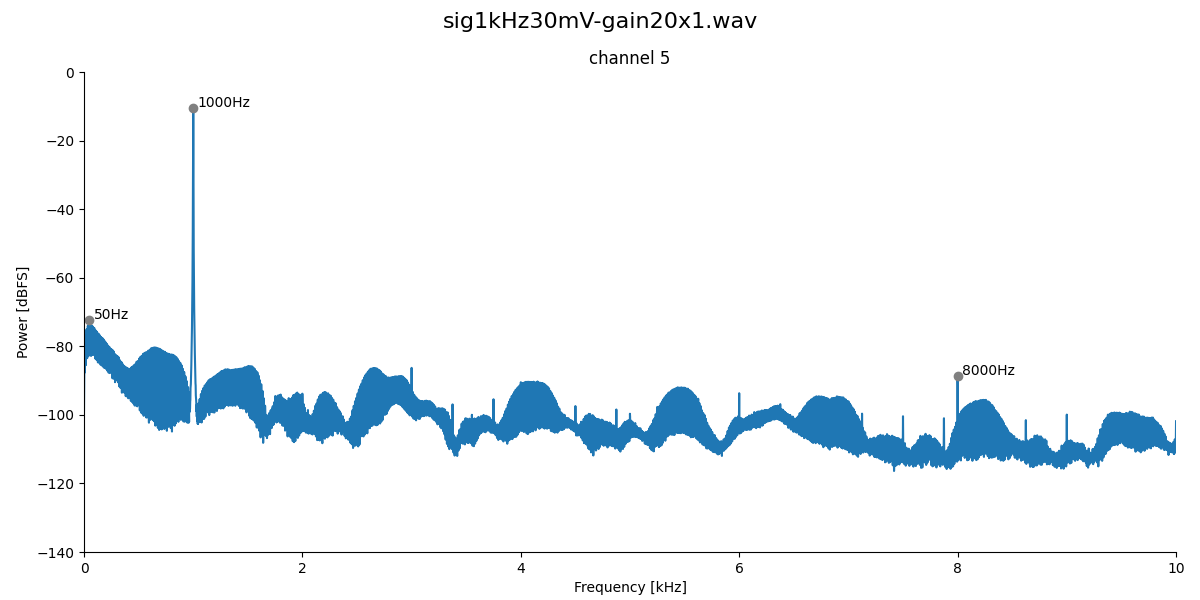 sig1kHz30mV-gain20x1.wav
channel 5
0
−20
−40
−60
−80
−100
−120
−140
Power [dBFS]
1000Hz
50Hz
8000Hz
0 2 4 6 8 10
Frequency [kHz]